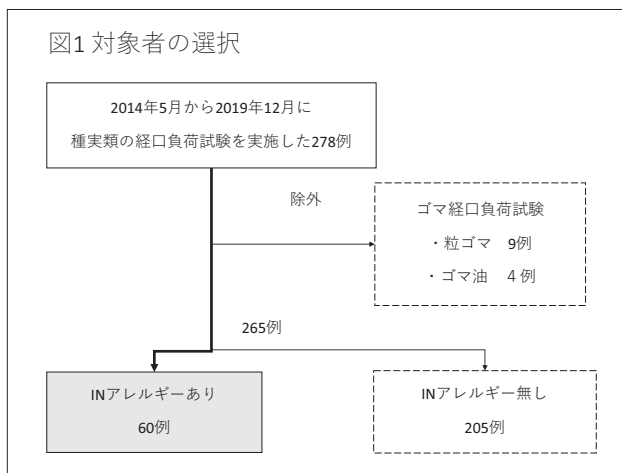 図1 対象者の選択
2014年5月から2019年12月に
種実類の経口負荷試験を実施した278例
除外
ゴマ経口負荷試験
・粒ゴマ 9例
・ゴマ油 4例
265例
INアレルギーあり
60例
INアレルギー無し
205例